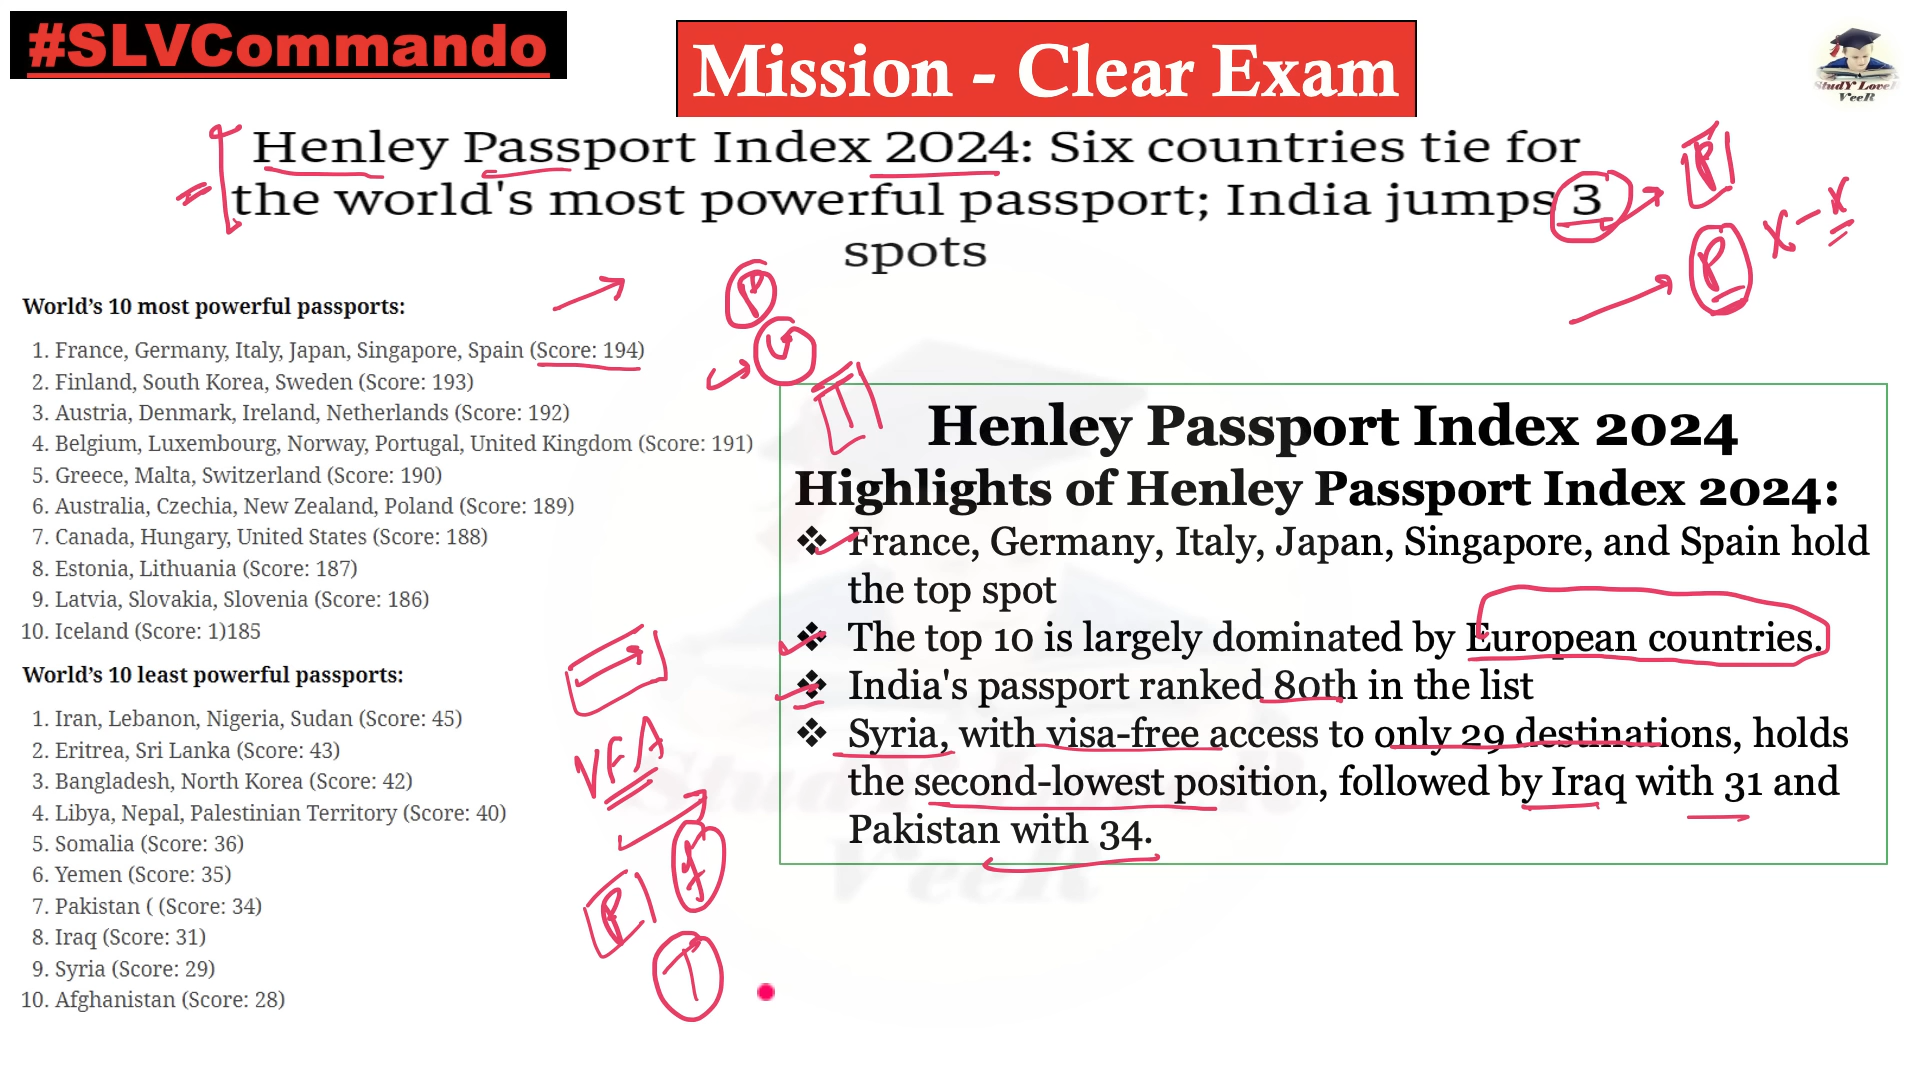 #SLVCommando
Mission - Clear Exam
StudY LoveR
VeeR
Henley Passport Index 2024: Six countries tie for
the world's most powerful passport; India jumps 3
spots
P
P X - X
P
World's 10 most powerful passports:
1. France, Germany, Italy, Japan, Singapore, Spain (Score: 194)
2. Finland, South Korea, Sweden (Score: 193)
3. Austria, Denmark, Ireland, Netherlands (Score: 192)
4. Belgium, Luxembourg, Norway, Portugal, United Kingdom (Score: 191)
5. Greece, Malta, Switzerland (Score: 190)
6. Australia, Czechia, New Zealand, Poland (Score: 189)
7. Canada, Hungary, United States (Score: 188)
8. Estonia, Lithuania (Score: 187)
9. Latvia, Slovakia, Slovenia (Score: 186)
10. Iceland (Score: 1)185
World's 10 least powerful passports:
1. Iran, Lebanon, Nigeria, Sudan (Score: 45)
2. Eritrea, Sri Lanka (Score: 43)
3. Bangladesh, North Korea (Score: 42)
4. Libya, Nepal, Palestinian Territory (Score: 40)
5. Somalia (Score: 36)
6. Yemen (Score: 35)
7. Pakistan ( (Score: 34)
8. Iraq (Score: 31)
9. Syria (Score: 29)
10. Afghanistan (Score: 28)
VFA
P
T
Henley Passport Index 2024
Highlights of Henley Passport Index 2024:
❖ France, Germany, Italy, Japan, Singapore, and Spain hold
the top spot
❖ The top 10 is largely dominated by European countries.
❖ India's passport ranked 80th in the list
❖ Syria, with visa-free access to only 29 destinations, holds
the second-lowest position, followed by Iraq with 31 and
Pakistan with 34.
StudY LoveR
VeeR